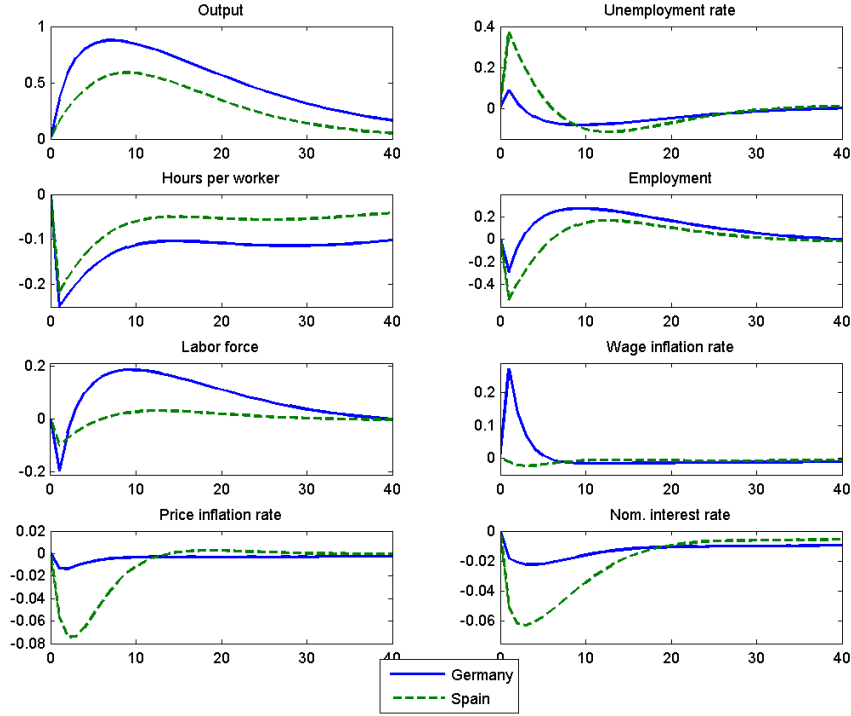 Output
1
0.5
1
0 10 20 30 40
Unemployment rate
0.4
0.2
0
0 10 20 30 40
Hours per worker
0
-0.1
-0.2
0 10 20 30 40
Employment
0.2
0
-0.2
-0.4
0 10 20 30 40
Labor force
0.2
0
-0.2
0 10 20 30 40
Wage inflation rate
0.2
0.1
0
0 10 20 30 40
Price inflation rate
0.02
0
-0.02
-0.04
-0.06
-0.08
0 10 20 30 40
Nom. interest rate
0
-0.02
-0.04
-0.06
0 10 20 30 40
Germany
Spain